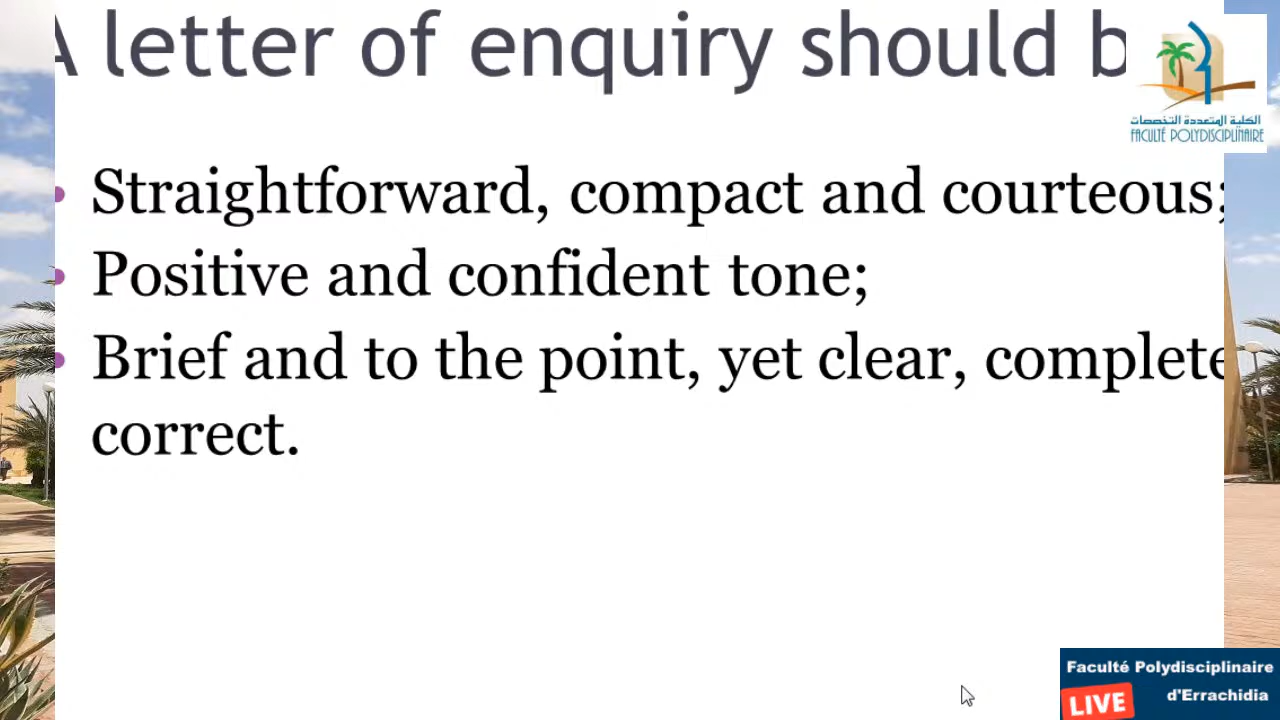 A letter of enquiry should b
الكلية المتعددة التخصصات
FACULTÉ POLYDISCIPLINAIRE
• Straightforward, compact and courteous;
• Positive and confident tone;
• Brief and to the point, yet clear, complete
correct.
Faculté Polydisciplinaire
d'Errachidia
LIVE